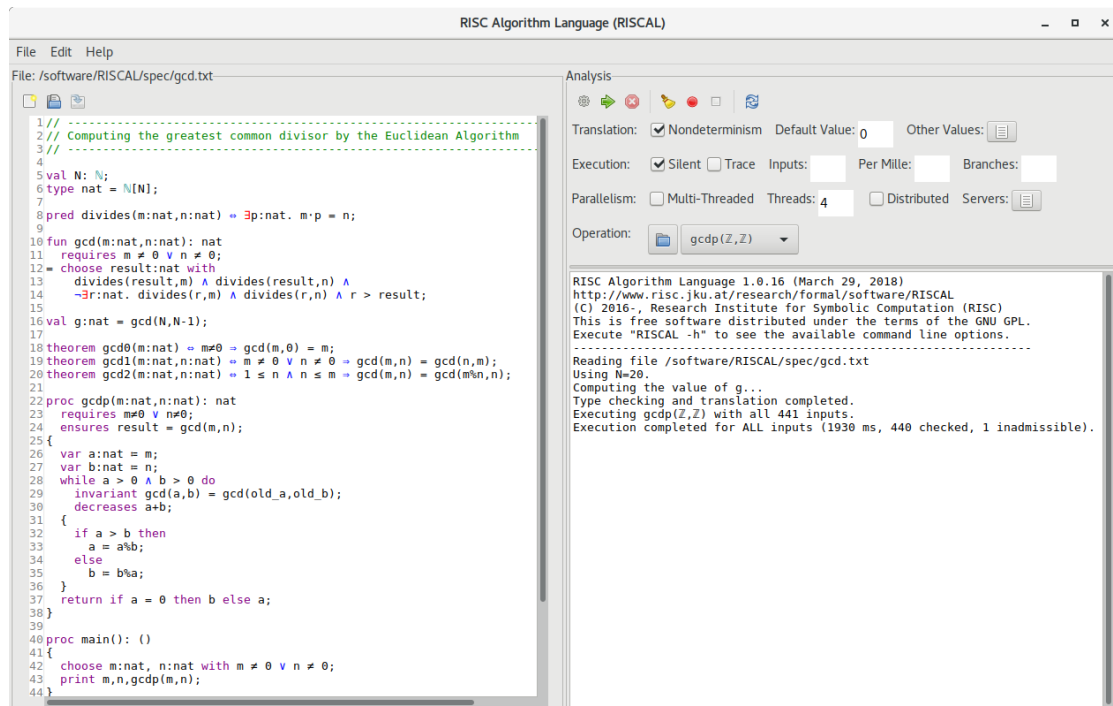 RISC Algorithm Language (RISCAL)
File Edit Help
File: /software/RISCAL/spec/gcd.txt
1 // ---------------------------------------------------------------------
2 // Computing the greatest common divisor by the Euclidean Algorithm
3 // ---------------------------------------------------------------------
4
5 val N: ℕ;
6 type nat = ℕ[N];
7
8 pred divides(m:nat,n:nat) ⇔ ∃p:nat. m·p = n;
9
10 fun gcd(m:nat,n:nat): nat
11   requires m ≠ 0 ∨ n ≠ 0;
12 = choose result:nat with
13     divides(result,m) ∧ divides(result,n) ∧
14     ¬∃r:nat. divides(r,m) ∧ divides(r,n) ∧ r > result;
15
16 val g:nat = gcd(N,N-1);
17
18 theorem gcd0(m:nat) ⇔ m≠0 ⇒ gcd(m,0) = m;
19 theorem gcd1(m:nat,n:nat) ⇔ m ≠ 0 ∨ n ≠ 0 ⇒ gcd(m,n) = gcd(n,m);
20 theorem gcd2(m:nat,n:nat) ⇔ 1 ≤ n ∧ n ≤ m ⇒ gcd(m,n) = gcd(m%n,n);
21
22 proc gcdp(m:nat,n:nat): nat
23   requires m≠0 ∨ n≠0;
24   ensures result = gcd(m,n);
25 {
26   var a:nat ≔ m;
27   var b:nat ≔ n;
28   while a > 0 ∧ b > 0 do
29     invariant gcd(a,b) = gcd(old_a,old_b);
30     decreases a+b;
31   {
32     if a > b then
33       a ≔ a%b;
34     else
35       b ≔ b%a;
36   }
37   return if a = 0 then b else a;
38 }
39
40 proc main(): ()
41 {
42   choose m:nat, n:nat with m ≠ 0 ∨ n ≠ 0;
43   print m,n,gcdp(m,n);
44 }
Analysis
Translation: Nondeterminism Default Value: 0 Other Values:
Execution: Silent Trace Inputs: Per Mille: Branches:
Parallelism: Multi-Threaded Threads: 4 Distributed Servers:
Operation: gcdp(ℤ,ℤ)
RISC Algorithm Language 1.0.16 (March 29, 2018)
http://www.risc.jku.at/research/formal/software/RISCAL
(C) 2016-, Research Institute for Symbolic Computation (RISC)
This is free software distributed under the terms of the GNU GPL.
Execute "RISCAL -h" to see the available command line options.
-----------------------------------------------------------------
Reading file /software/RISCAL/spec/gcd.txt
Using N=20.
Computing the value of g...
Type checking and translation completed.
Executing gcdp(ℤ,ℤ) with all 441 inputs.
Execution completed for ALL inputs (1930 ms, 440 checked, 1 inadmissible).